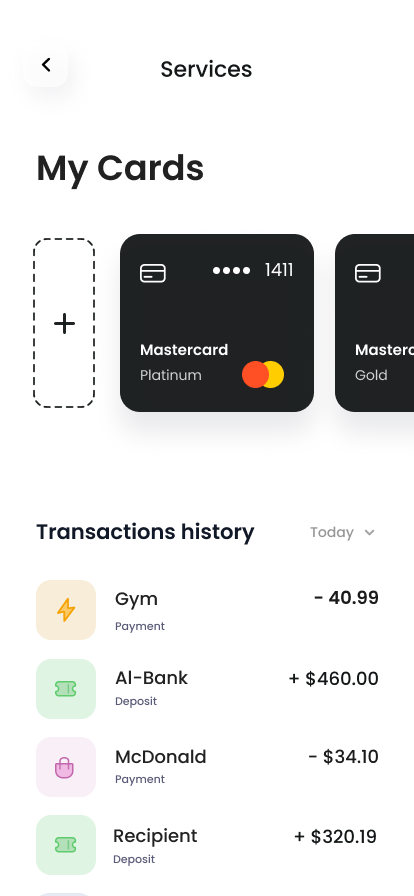 Services
My Cards
•••• 1411
Mastercard
Platinum
Masterc
Gold
Transactions history
Today
Gym
- 40.99
Payment
Al-Bank
+ $460.00
Deposit
McDonald
- $34.10
Payment
Recipient
+ $320.19
Deposit